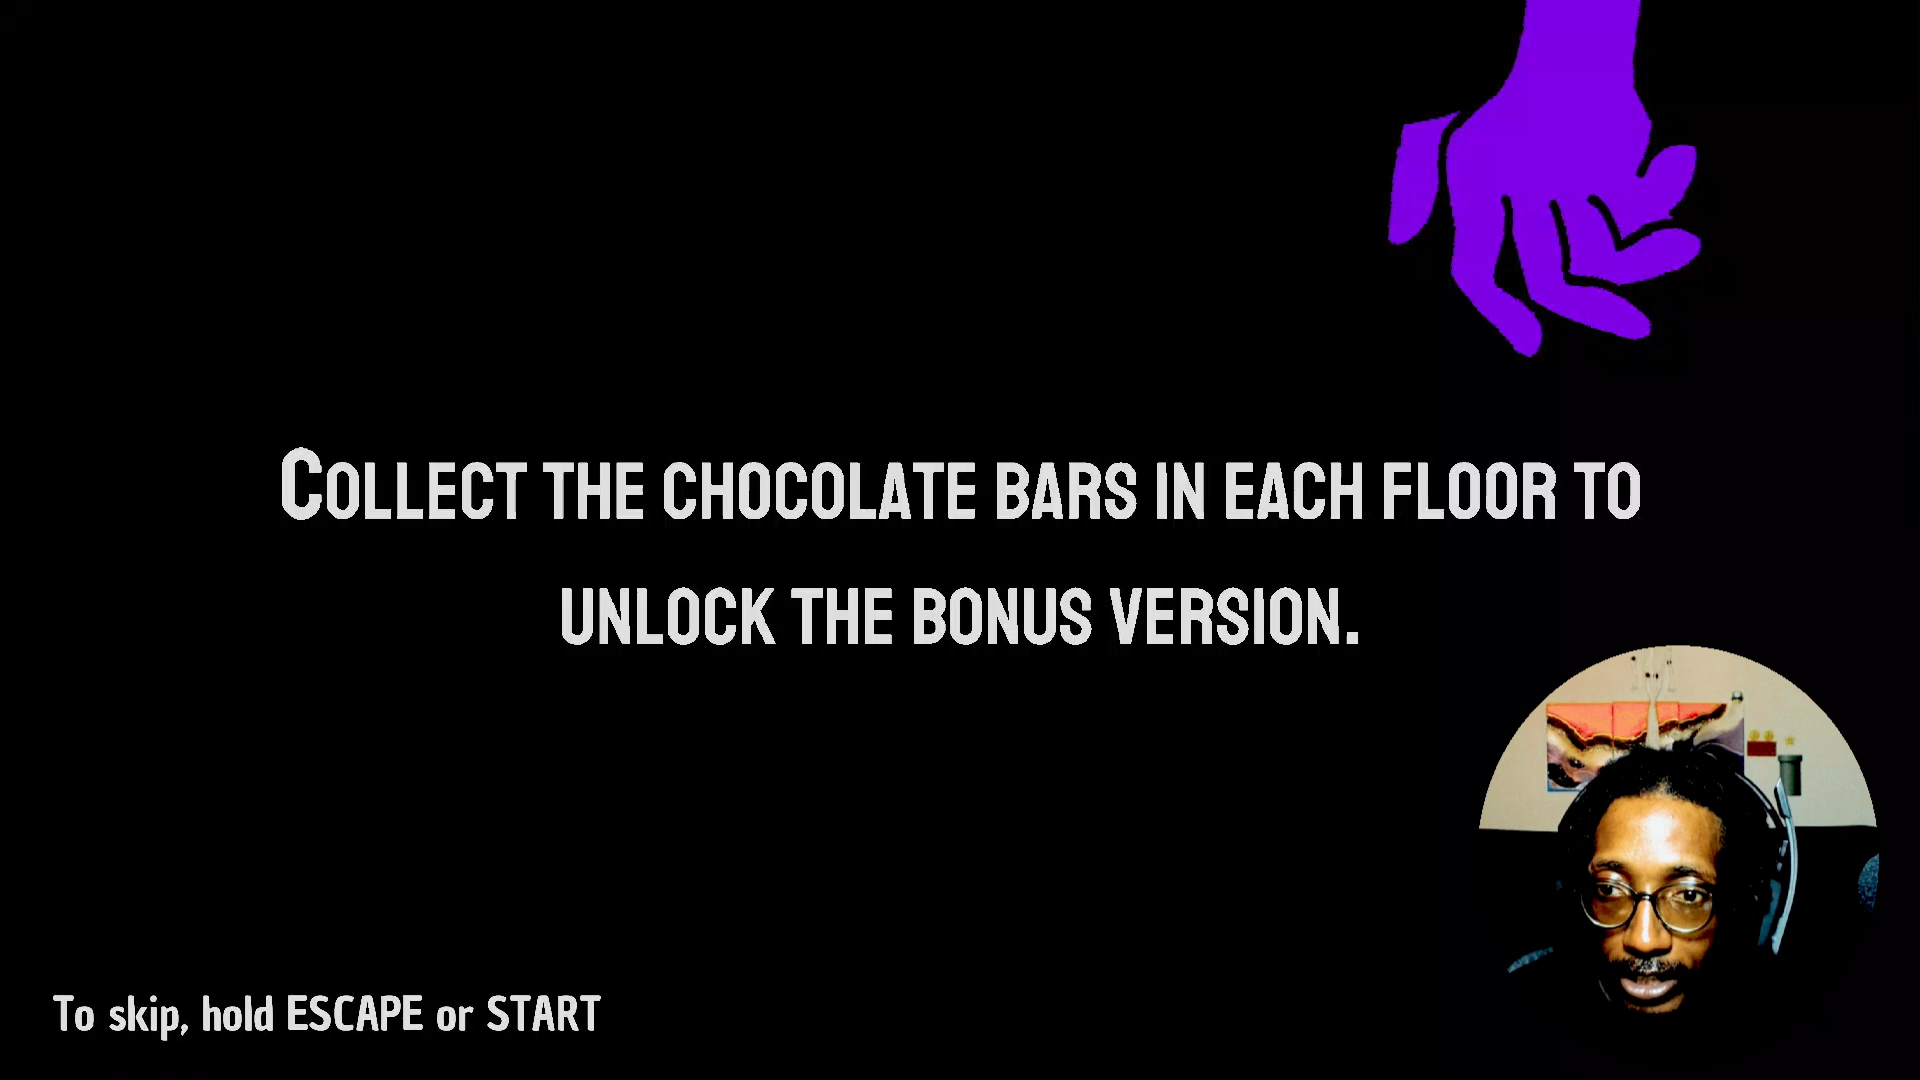 Collect the chocolate bars in each floor to
unlock the bonus version.
To skip, hold ESCAPE or START